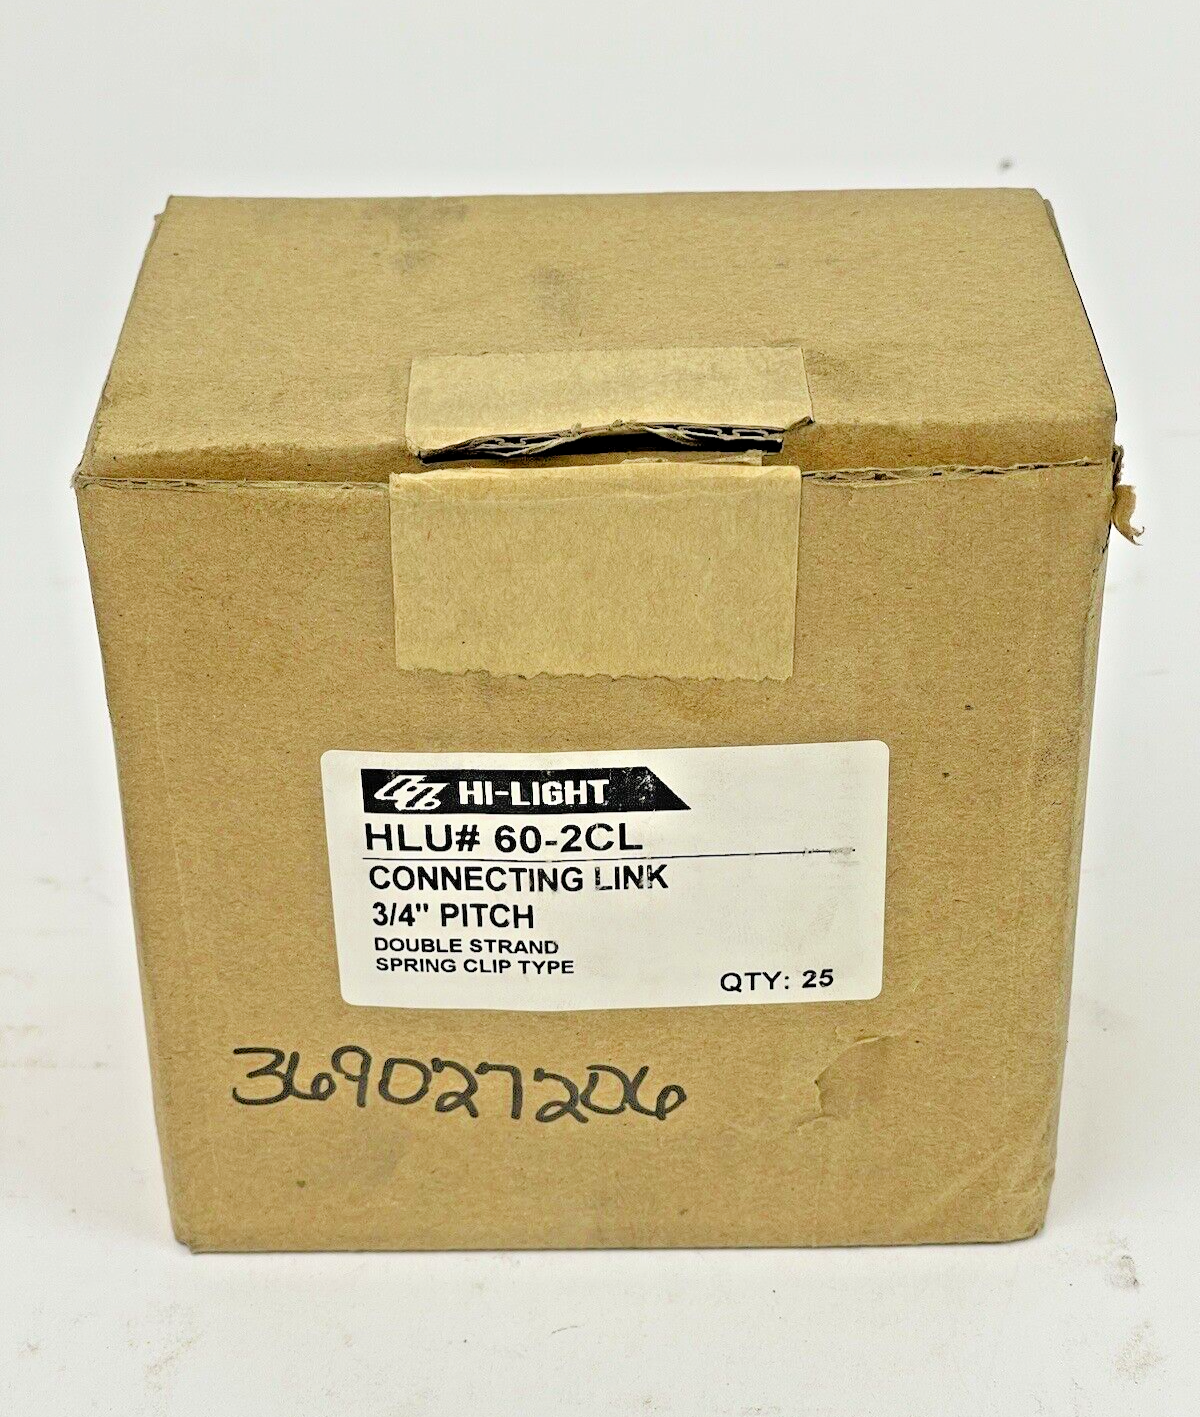 HI-LIGHT
HLU# 60-2CL
CONNECTING LINK
3/4" PITCH
DOUBLE STRAND
SPRING CLIP TYPE
QTY: 25
369027206